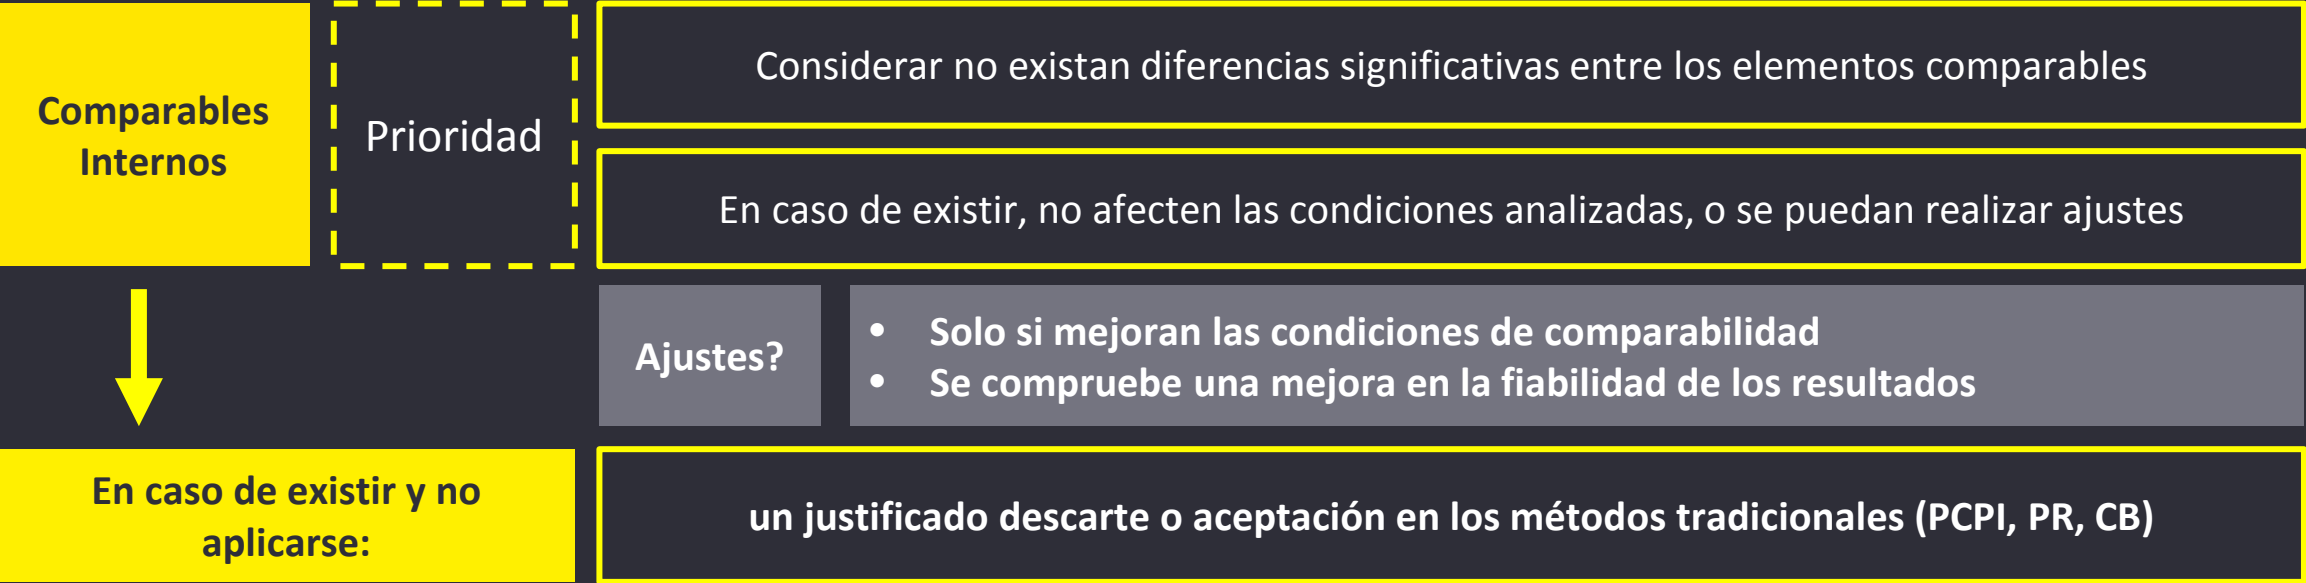 Comparables
Internos
Prioridad
Considerar no existan diferencias significativas entre los elementos comparables
En caso de existir, no afecten las condiciones analizadas, o se puedan realizar ajustes
Ajustes?
• Solo si mejoran las condiciones de comparabilidad
• Se compruebe una mejora en la fiabilidad de los resultados
En caso de existir y no
aplicarse:
un justificado descarte o aceptación en los métodos tradicionales (PCPI, PR, CB)